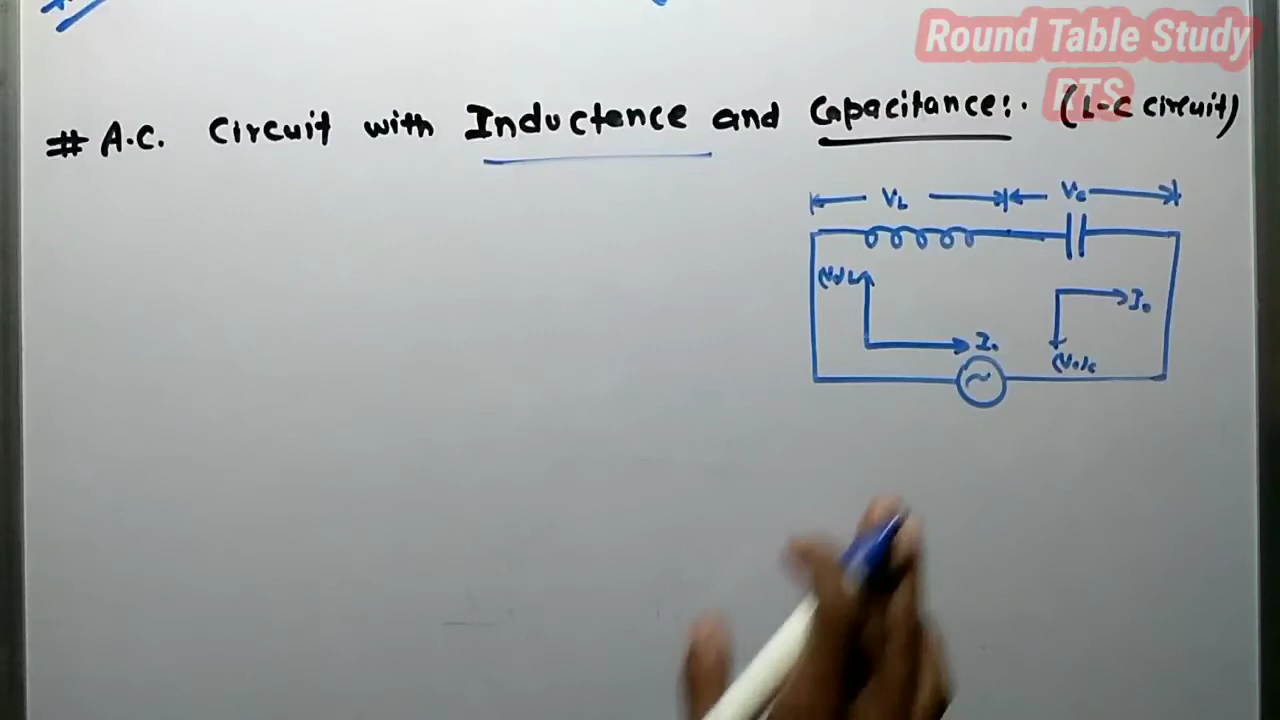 Round Table Study
RTS
# A.C. Circuit with Inductance and Capacitance:. (L-C circuit)
VL Vc
(V₀)L I₀
I₀
(V₀)c
~